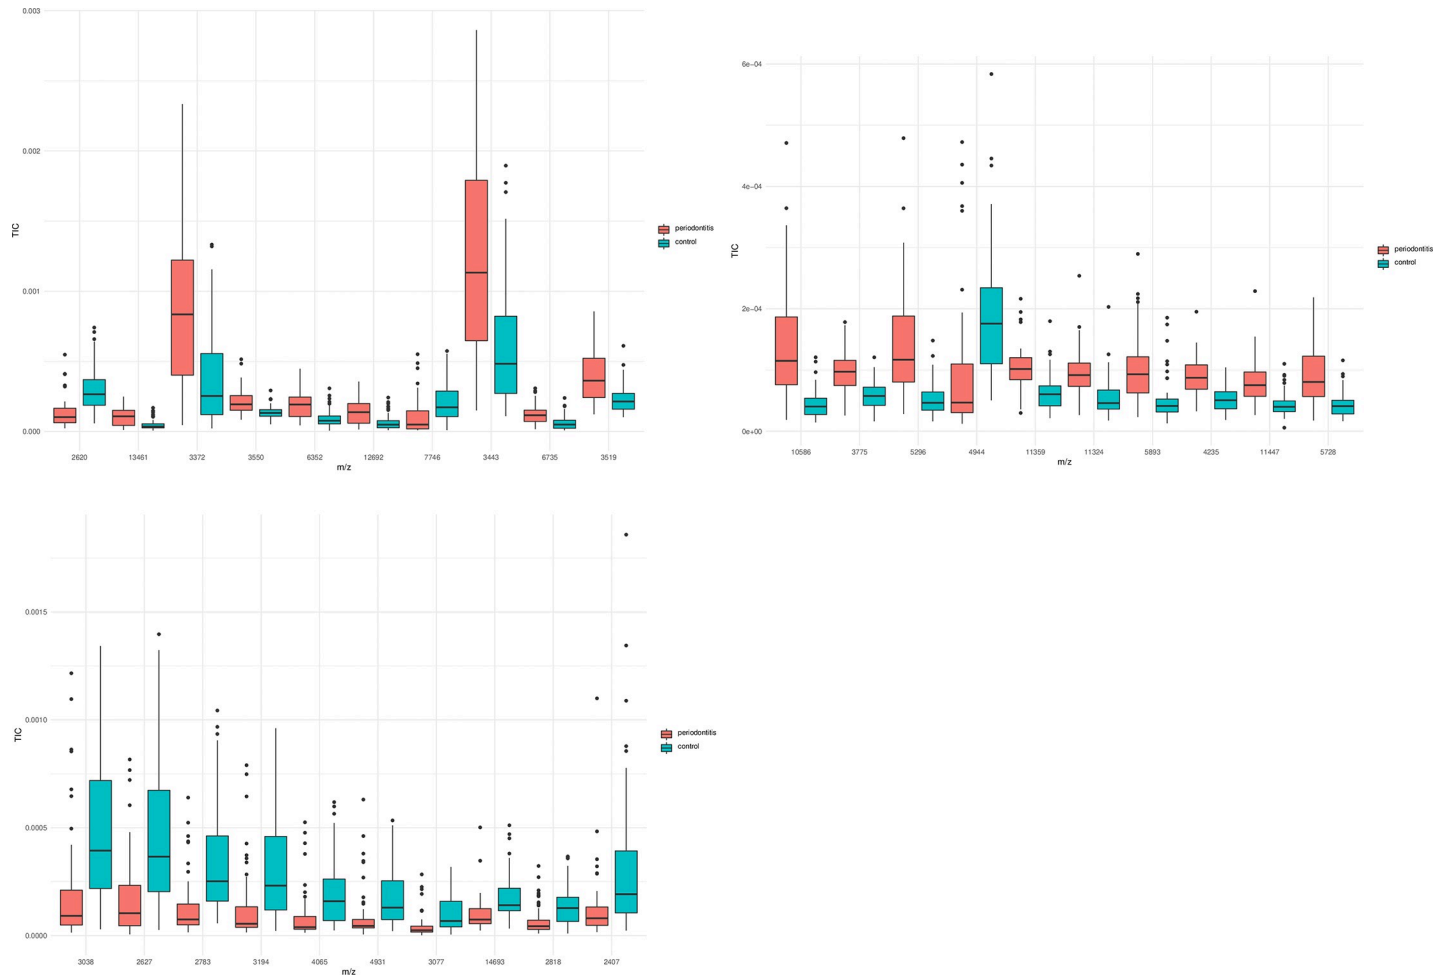 0.003
0.002
0.001
0.000
TIC
2620 13461 3372 3550 6352 12692 7746 3443 6735 3519
m/z
periodontitis
control
6e−04
4e−04
2e−04
0e+00
TIC
10586 3775 5296 4944 11359 11324 5893 4235 11447 5728
m/z
periodontitis
control
0.0015
0.0010
0.0005
0.0000
TIC
3038 2627 2783 3194 4065 4931 3077 14693 2818 2407
m/z
periodontitis
control